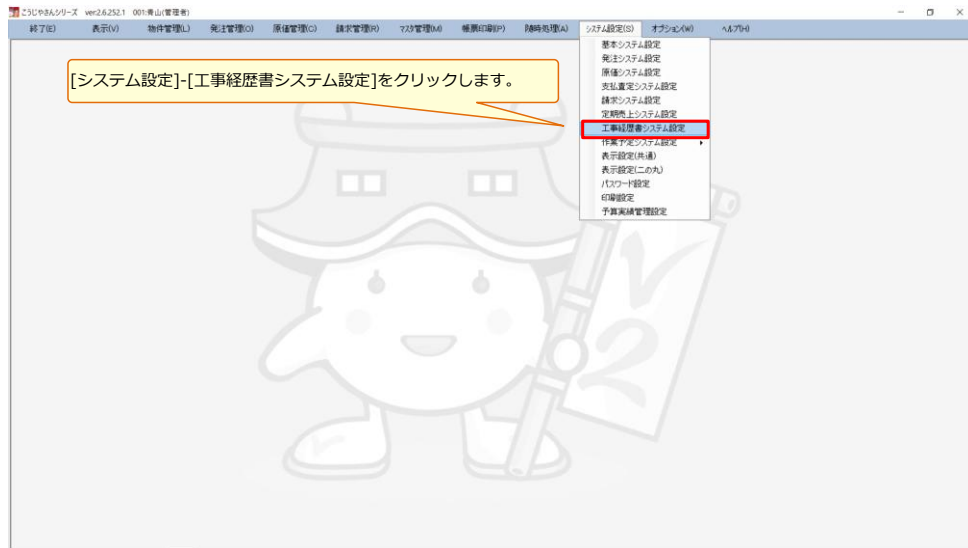 こうじやさんシリーズ ver.2.6.252.1 001:青山(管理者)
終了(E) 表示(V) 物件管理(L) 発注管理(O) 原価管理(C) 請求管理(R) マスタ管理(M) 帳票印刷(P) 随時処理(A) システム設定(S) オプション(W) ヘルプ(H)
基本システム設定
発注システム設定
原価システム設定
支払査定システム設定
請求システム設定
定期売上システム設定
工事経歴書システム設定
作業予定システム設定
表示設定(共通)
表示設定(二の丸)
パスワード設定
印刷設定
予算実績管理設定
[システム設定]-[工事経歴書システム設定]をクリックします。
V
2